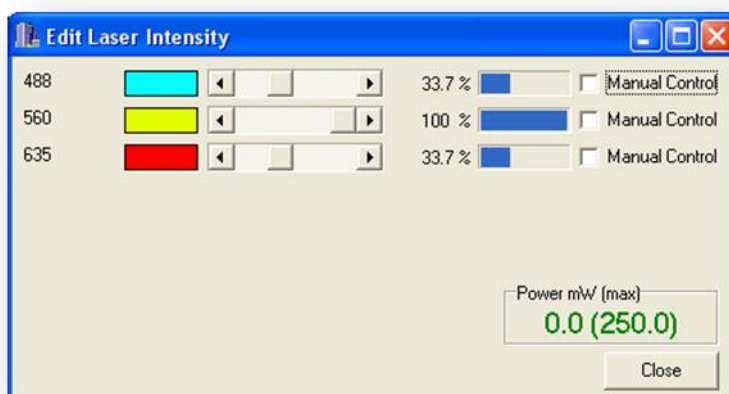 Edit Laser Intensity
488 33.7 % Manual Control
560 100 % Manual Control
635 33.7 % Manual Control
Power mW (max)
0.0 (250.0)
Close